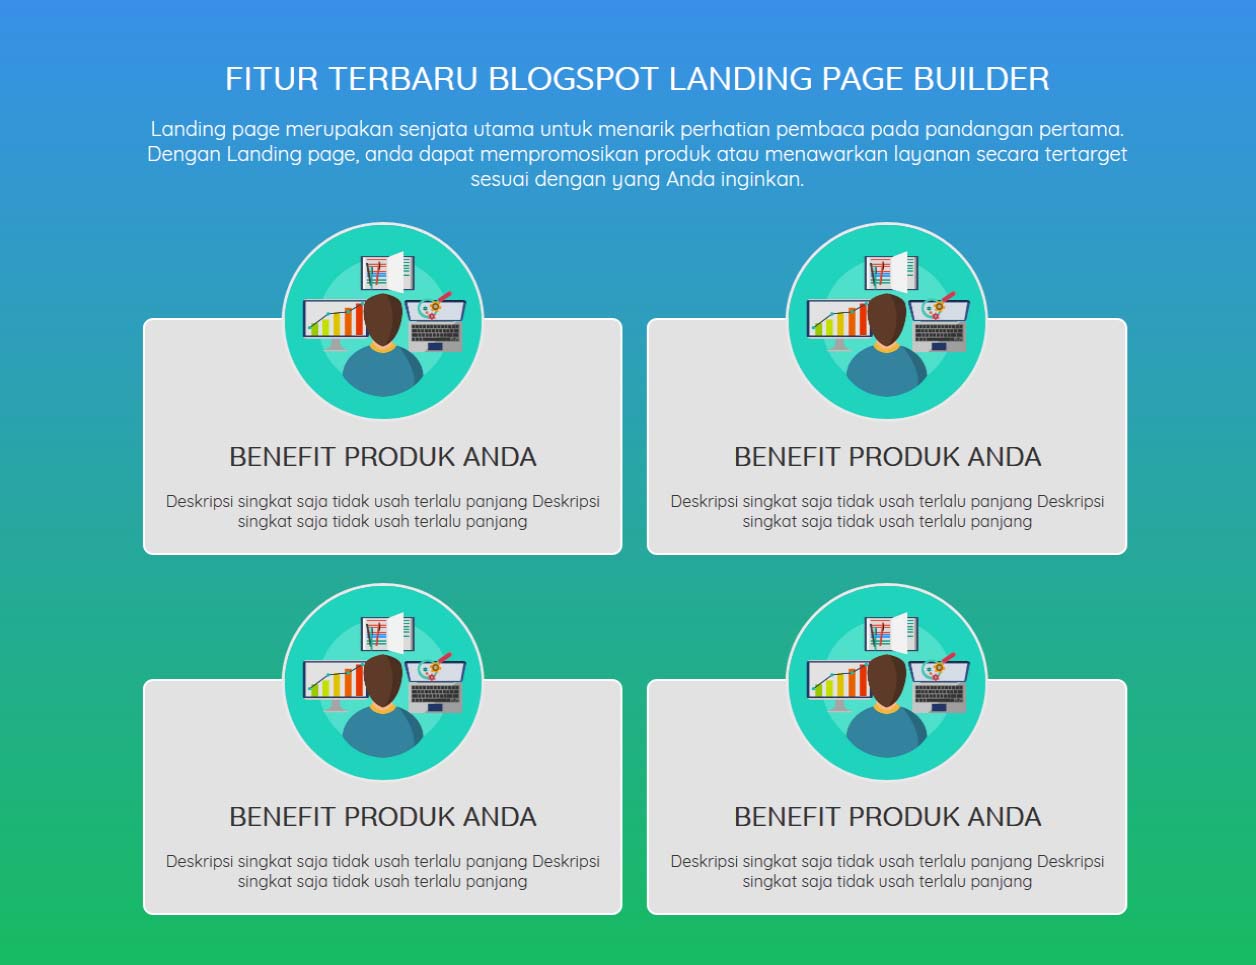 FITUR TERBARU BLOGSPOT LANDING PAGE BUILDER
Landing page merupakan senjata utama untuk menarik perhatian pembaca pada pandangan pertama.
Dengan Landing page, anda dapat mempromosikan produk atau menawarkan layanan secara tertarget
sesuai dengan yang Anda inginkan.
BENEFIT PRODUK ANDA
Deskripsi singkat saja tidak usah terlalu panjang Deskripsi
singkat saja tidak usah terlalu panjang
BENEFIT PRODUK ANDA
Deskripsi singkat saja tidak usah terlalu panjang Deskripsi
singkat saja tidak usah terlalu panjang
BENEFIT PRODUK ANDA
Deskripsi singkat saja tidak usah terlalu panjang Deskripsi
singkat saja tidak usah terlalu panjang
BENEFIT PRODUK ANDA
Deskripsi singkat saja tidak usah terlalu panjang Deskripsi
singkat saja tidak usah terlalu panjang